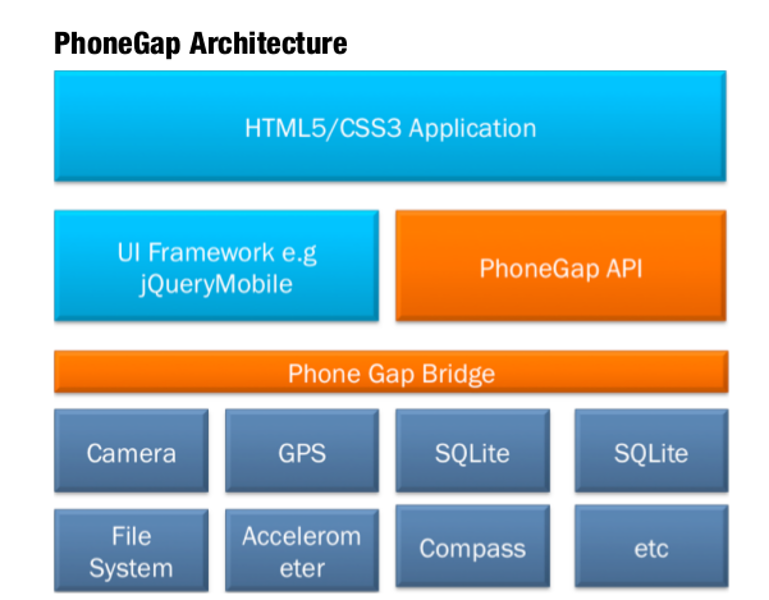 PhoneGap Architecture
HTML5/CSS3 Application
UI Framework e.g
jQueryMobile
PhoneGap API
Phone Gap Bridge
Camera
GPS
SQLite
SQLite
File
System
Accelerom
eter
Compass
etc